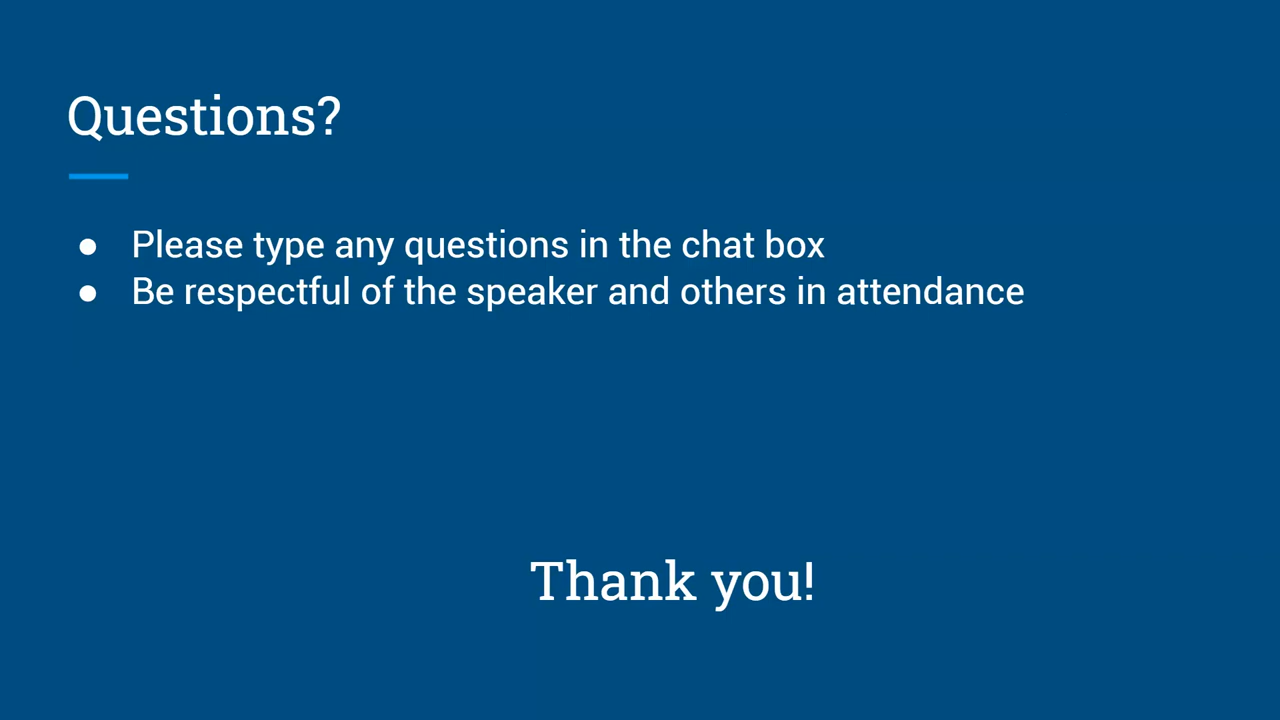 Questions?
● Please type any questions in the chat box
● Be respectful of the speaker and others in attendance
Thank you!